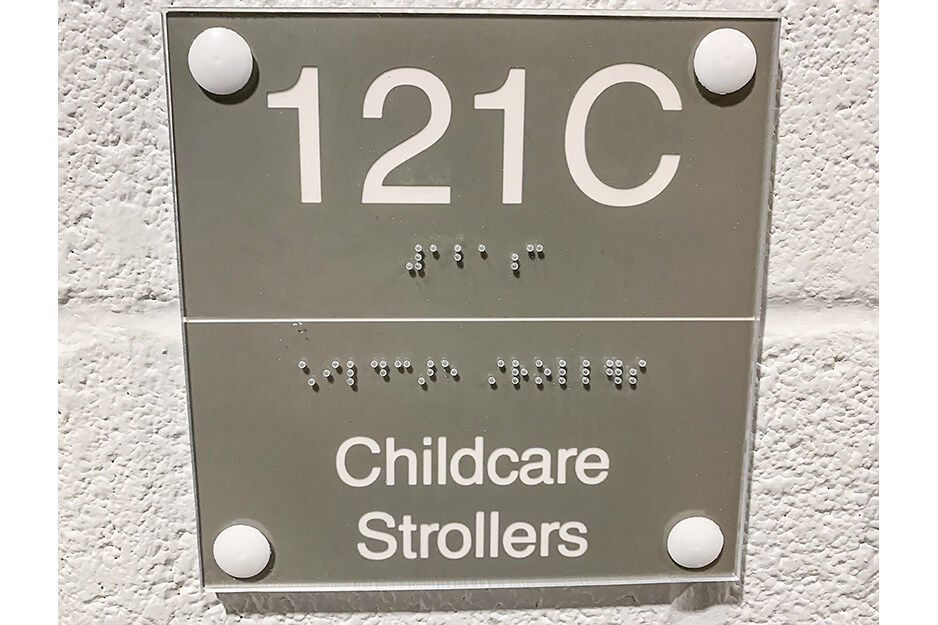 121C
⠼⠁⠃⠁⠰⠉
⠡⠊⠇⠙⠉⠜⠑ ⠌⠗⠕⠇⠇⠻⠎
Childcare
Strollers